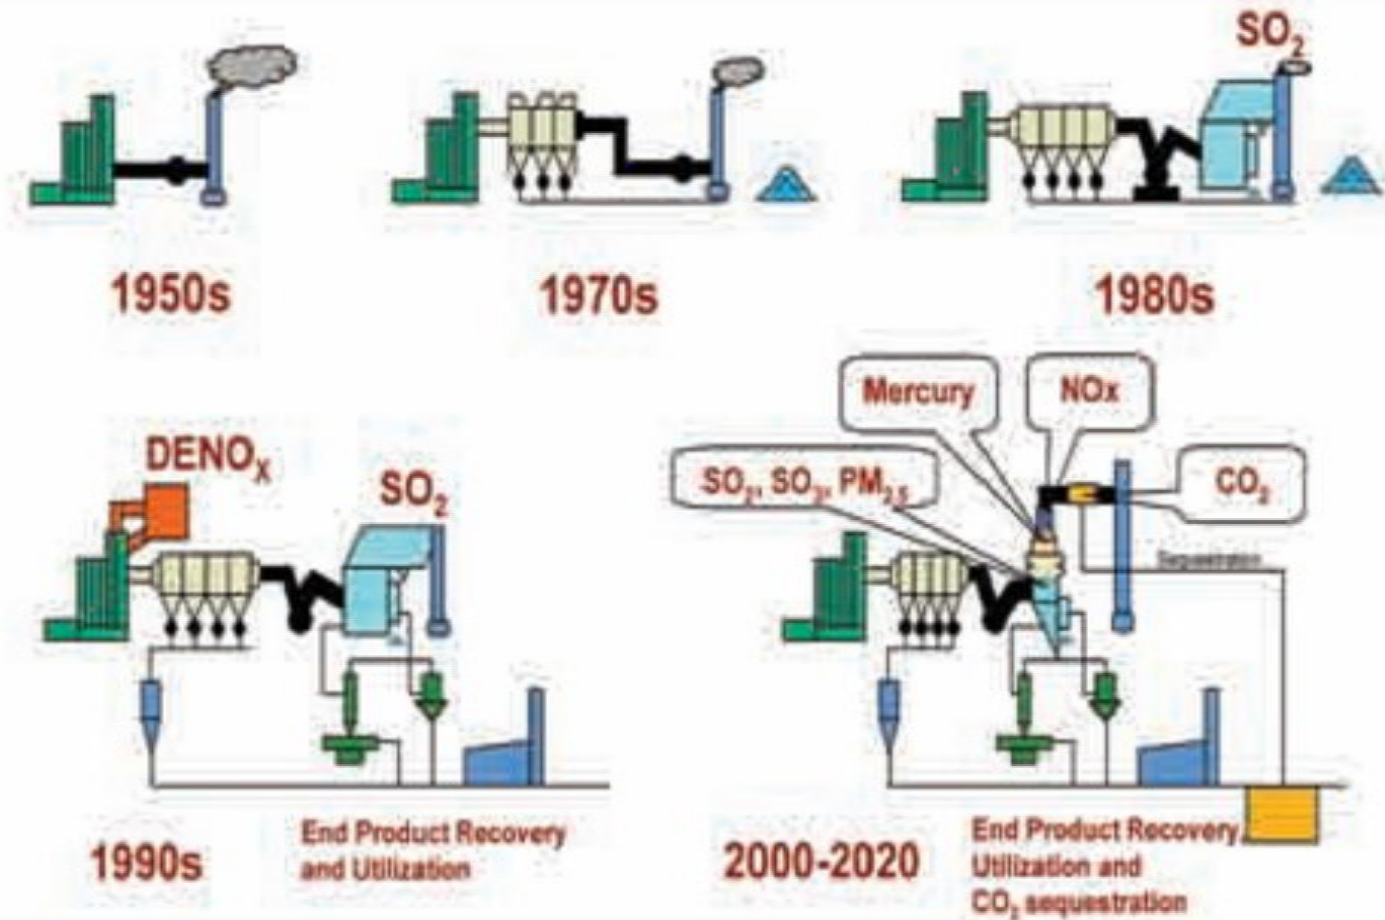 SO₂
1950s
1970s
1980s
Mercury
NOx
DENOₓ
SO₂
SO₂, SO₃, PM₂.₅
CO₂
Sequestration
1990s
End Product Recovery
and Utilization
2000-2020
End Product Recovery,
Utilization and
CO₂ sequestration